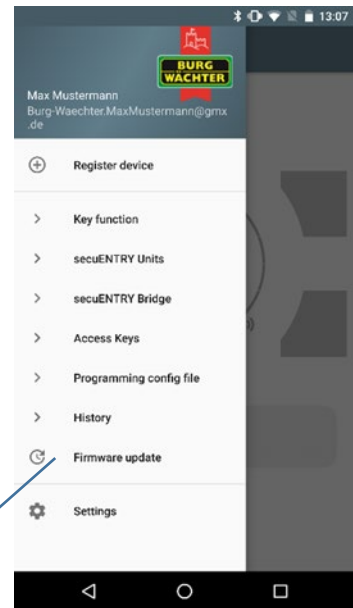 13:07
BURG
WÄCHTER
Max Mustermann
Burg-Waechter.MaxMustermann@gmx
.de
Register device
Key function
secuENTRY Units
secuENTRY Bridge
Access Keys
Programming config file
History
Firmware update
Settings